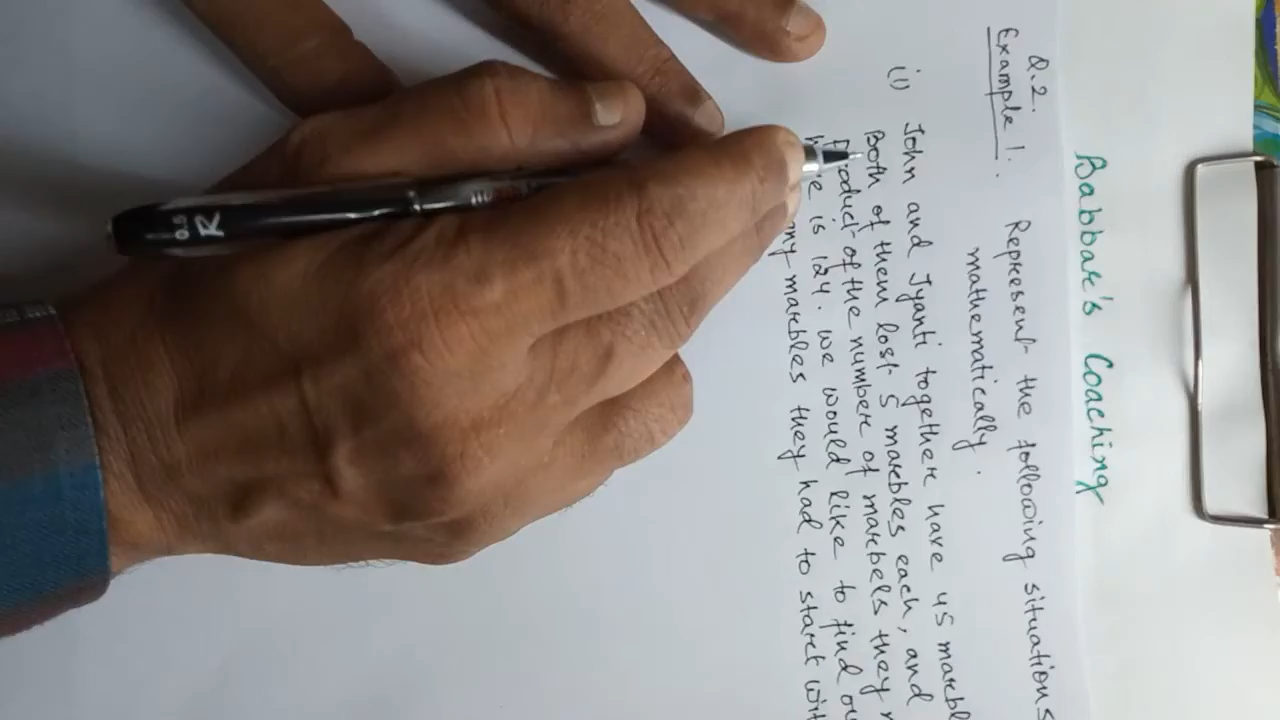 Babbar's Coaching
Q.2.
Example 1. Represent the following situations
mathematically.
(i) John and Jyanti together have 45 marbl
Both of them lost 5 marbles each, and
Product of the number of marbels they
is 124. we would like to find
marbles they had to start
R
0.5